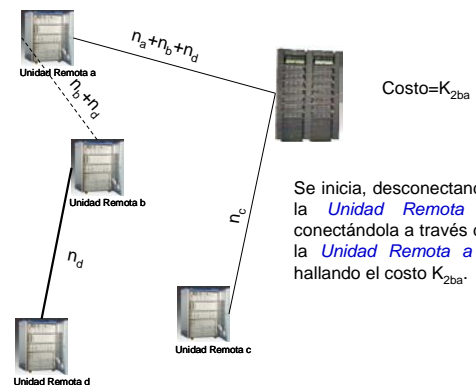 n_a+n_b+n_d
Unidad Remota a
n_b+n_d
Costo=K_2ba
Unidad Remota b
Se inicia, desconectand
la Unidad Remota
conectándola a través d
la Unidad Remota a
hallando el costo K_2ba.
n_c
n_d
Unidad Remota c
Unidad Remota d